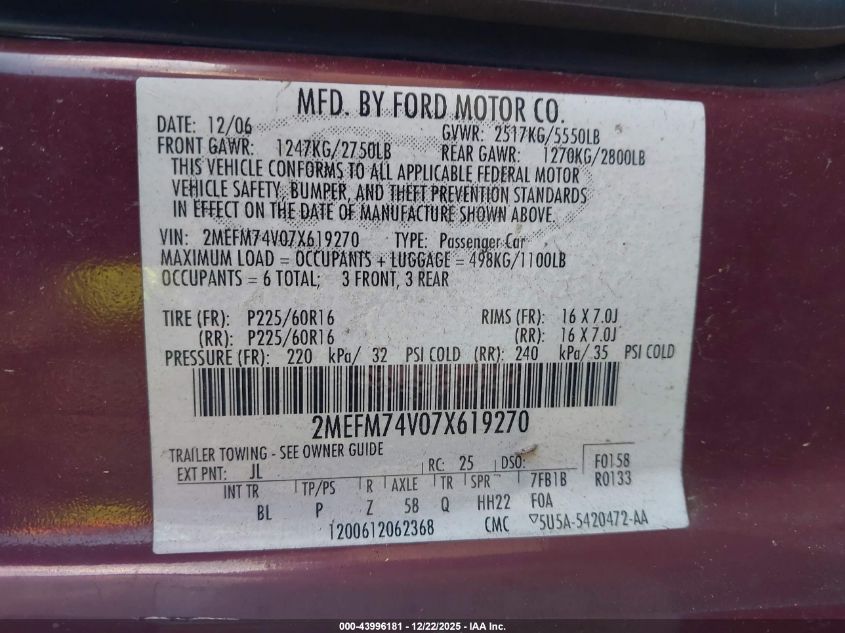 MFD. BY FORD MOTOR CO.
DATE: 12/06 GVWR: 2517KG/5550LB
FRONT GAWR: 1247KG/2750LB REAR GAWR: 1270KG/2800LB
THIS VEHICLE CONFORMS TO ALL APPLICABLE FEDERAL MOTOR
VEHICLE SAFETY, BUMPER, AND THEFT PREVENTION STANDARDS
IN EFFECT ON THE DATE OF MANUFACTURE SHOWN ABOVE.
VIN: 2MEFM74V07X619270 TYPE: Passenger Car
MAXIMUM LOAD = OCCUPANTS + LUGGAGE = 498KG/1100LB
OCCUPANTS = 6 TOTAL; 3 FRONT, 3 REAR
TIRE (FR): P225/60R16 RIMS (FR): 16 X 7.0J
(RR): P225/60R16 (RR): 16 X 7.0J
PRESSURE (FR): 220 kPa/ 32 PSI COLD (RR): 240 kPa/ 35 PSI COLD
2MEFM74V07X619270
TRAILER TOWING - SEE OWNER GUIDE
EXT PNT: JL RC: 25 DSO: F0158
INT TR TP/PS R AXLE TR SPR 7FB1B R0133
BL P Z 58 Q HH22 F0A
1200612062368 CMC ▽5U5A-5420472-AA
000-43996181 - 12/22/2025 - IAA Inc.